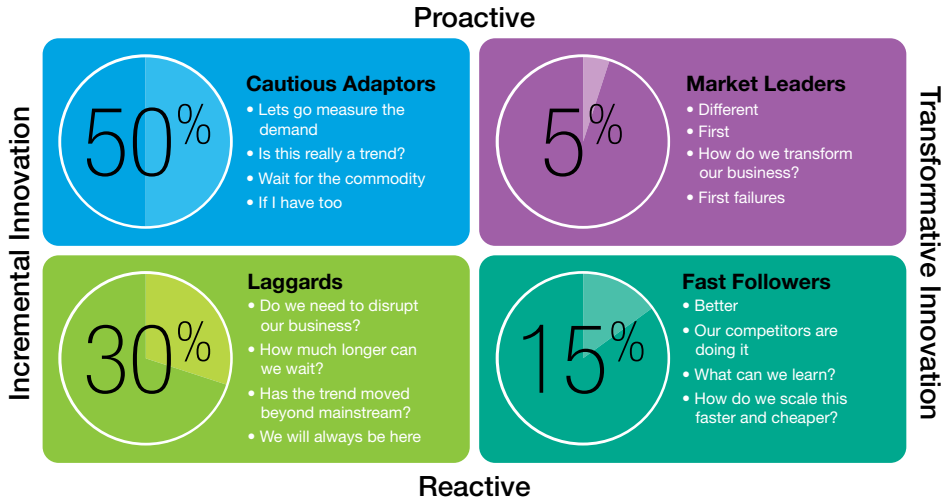 Proactive
Incremental Innovation
50%
Cautious Adaptors
• Lets go measure the
demand
• Is this really a trend?
• Wait for the commodity
• If I have too
5%
Market Leaders
• Different
• First
• How do we transform
our business?
• First failures
Transformative Innovation
30%
Laggards
• Do we need to disrupt
our business?
• How much longer can
we wait?
• Has the trend moved
beyond mainstream?
• We will always be here
15%
Fast Followers
• Better
• Our competitors are
doing it
• What can we learn?
• How do we scale this
faster and cheaper?
Reactive